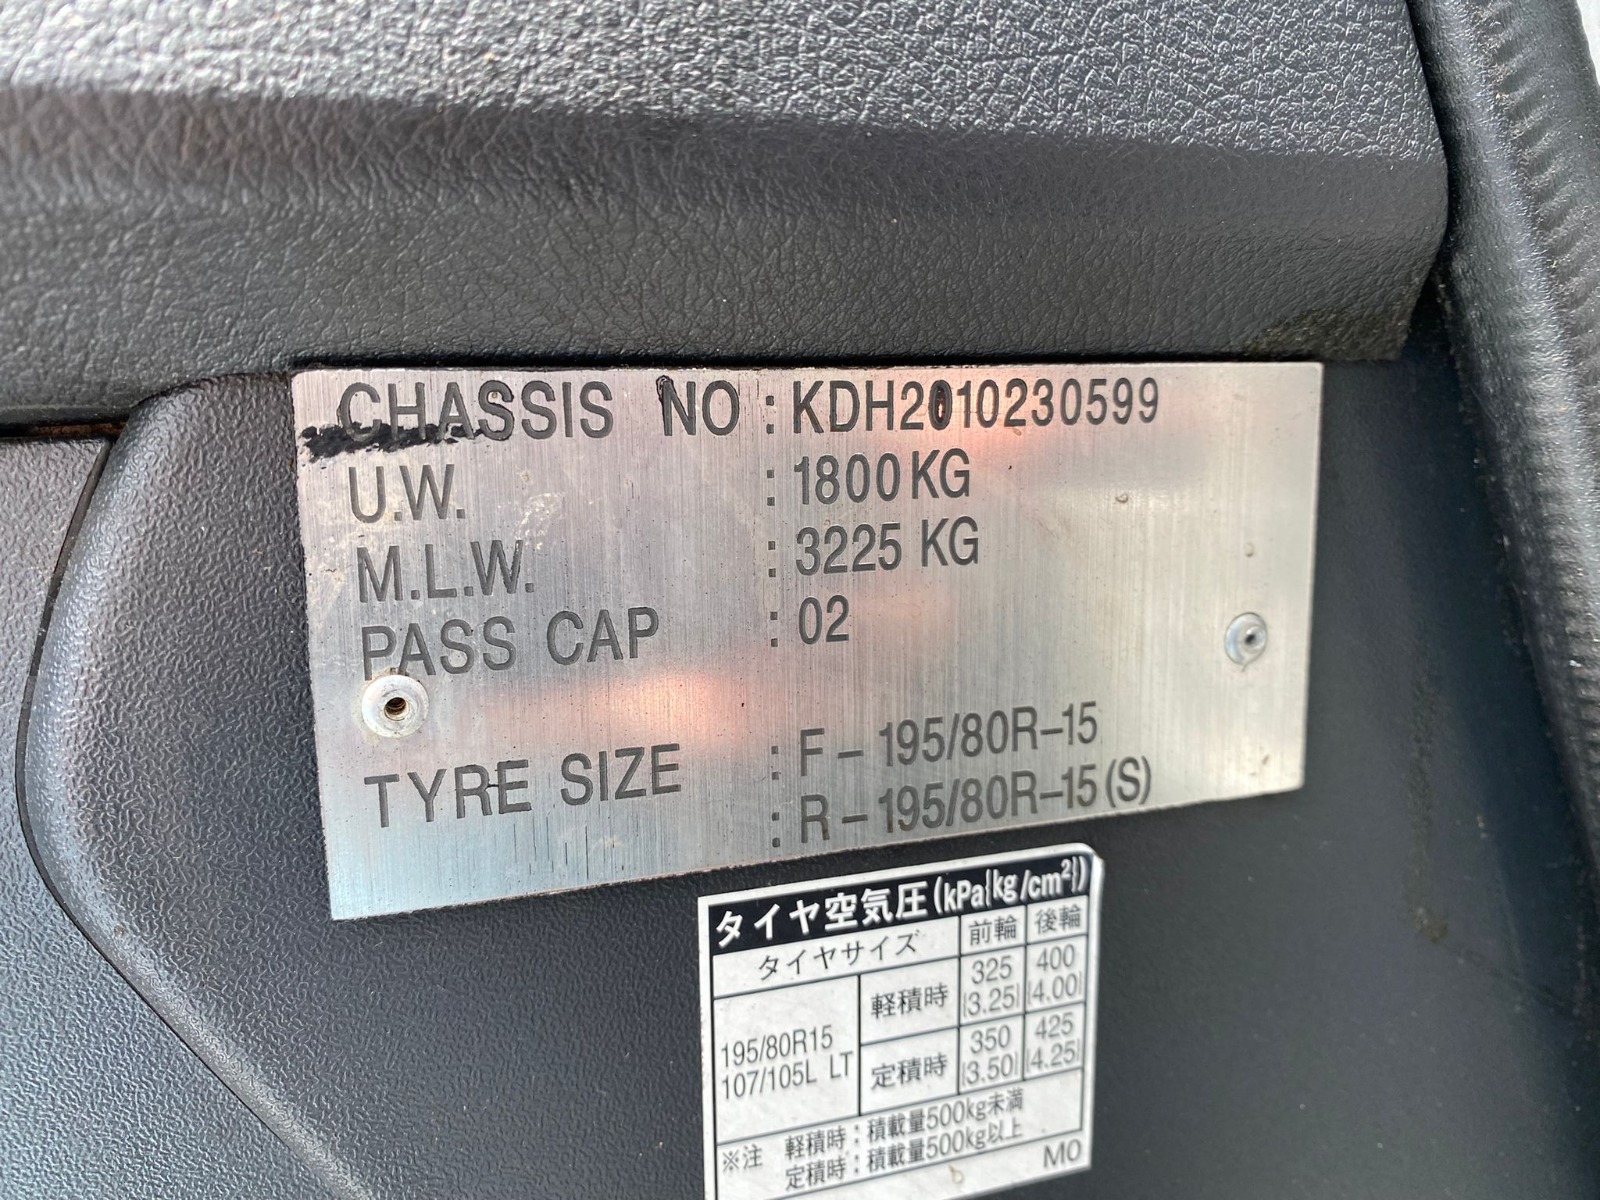 CHASSIS NO : KDH2010230599
U.W. : 1800 KG
M.L.W. : 3225 KG
PASS CAP : 02
TYRE SIZE : F – 195/80R–15
: R – 195/80R–15 (S)
タイヤ空気圧(kPa{kg/cm²})
タイヤサイズ 前輪 後輪
195/80R15 107/105L LT
軽積時 325 {3.25} 400 {4.00}
定積時 350 {3.50} 425 {4.25}
※注 軽積時：積載量500kg未満
定積時：積載量500kg以上
MO